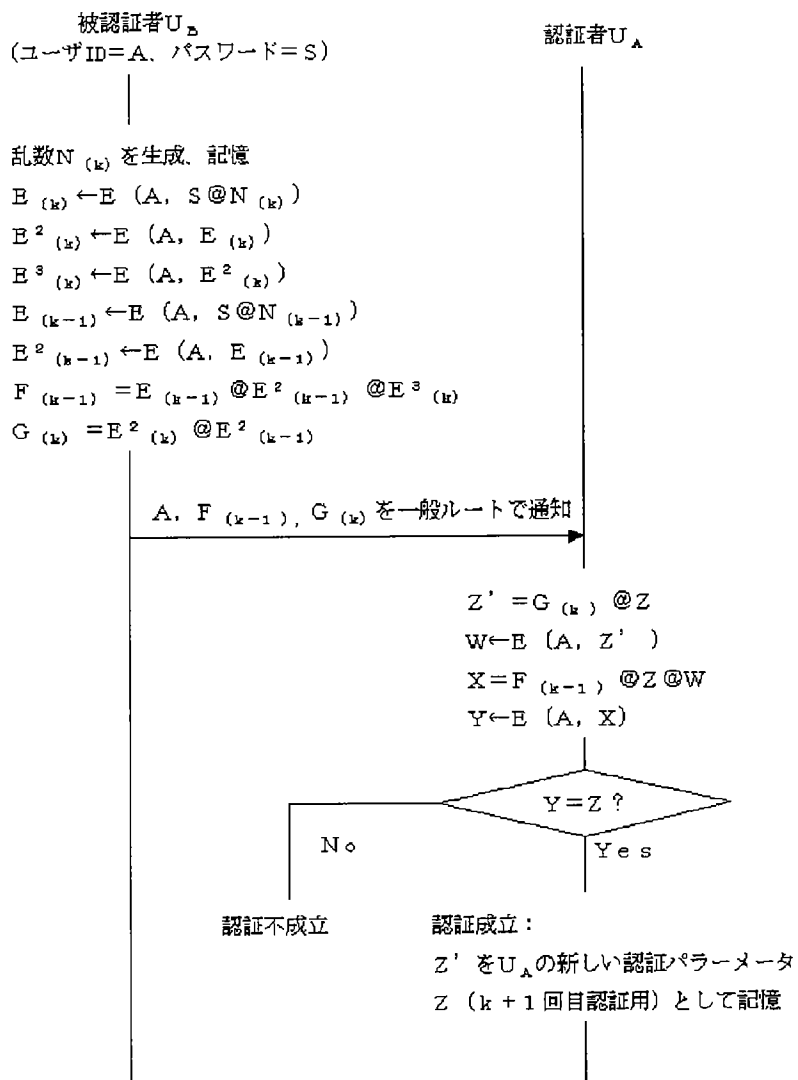 被認証者U_B
(ユーザID=A、パスワード=S)
認証者U_A
乱数N_(k)を生成、記憶
E_(k)←E(A, S@N_(k))
E²_(k)←E(A, E_(k))
E³_(k)←E(A, E²_(k))
E_(k-1)←E(A, S@N_(k-1))
E²_(k-1)←E(A, E_(k-1))
F_(k-1)=E_(k-1)@E²_(k-1)@E³_(k)
G_(k)=E²_(k)@E²_(k-1)
A, F_(k-1), G_(k)を一般ルートで通知
Z'=G_(k)@Z
W←E(A, Z')
X=F_(k-1)@Z@W
Y←E(A, X)
Y=Z?
No
Yes
認証不成立
認証成立:
Z'をU_Aの新しい認証パラーメータ
Z(k+1回目認証用)として記憶